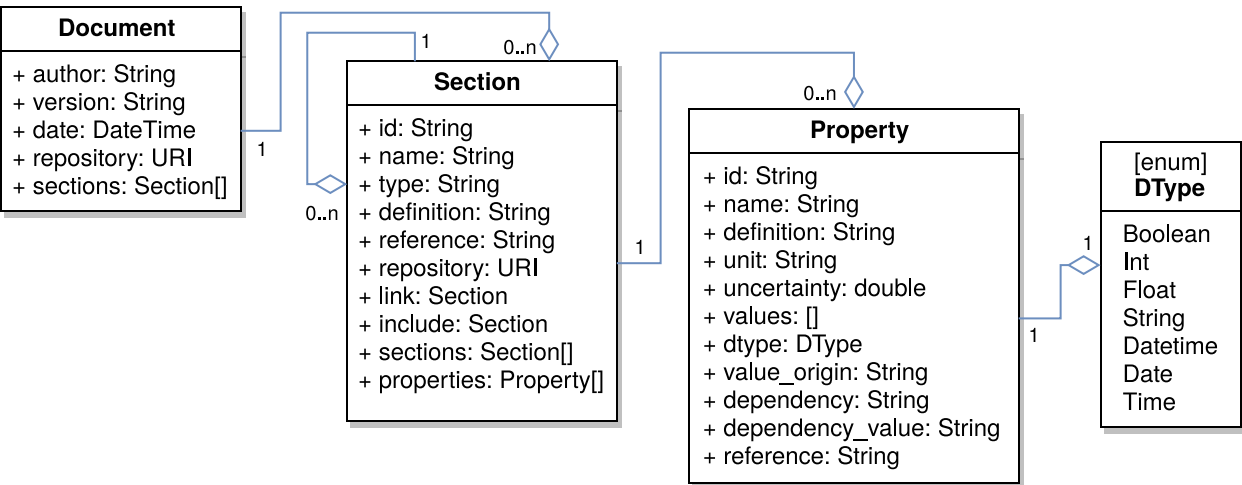 Document
+ author: String
+ version: String
+ date: DateTime
+ repository: URI
+ sections: Section[]
1
1
0..n
0..n
Section
+ id: String
+ name: String
+ type: String
+ definition: String
+ reference: String
+ repository: URI
+ link: Section
+ include: Section
+ sections: Section[]
+ properties: Property[]
1
0..n
Property
+ id: String
+ name: String
+ definition: String
+ unit: String
+ uncertainty: double
+ values: []
+ dtype: DType
+ value_origin: String
+ dependency: String
+ dependency_value: String
+ reference: String
1
1
[enum]
DType
Boolean
Int
Float
String
Datetime
Date
Time